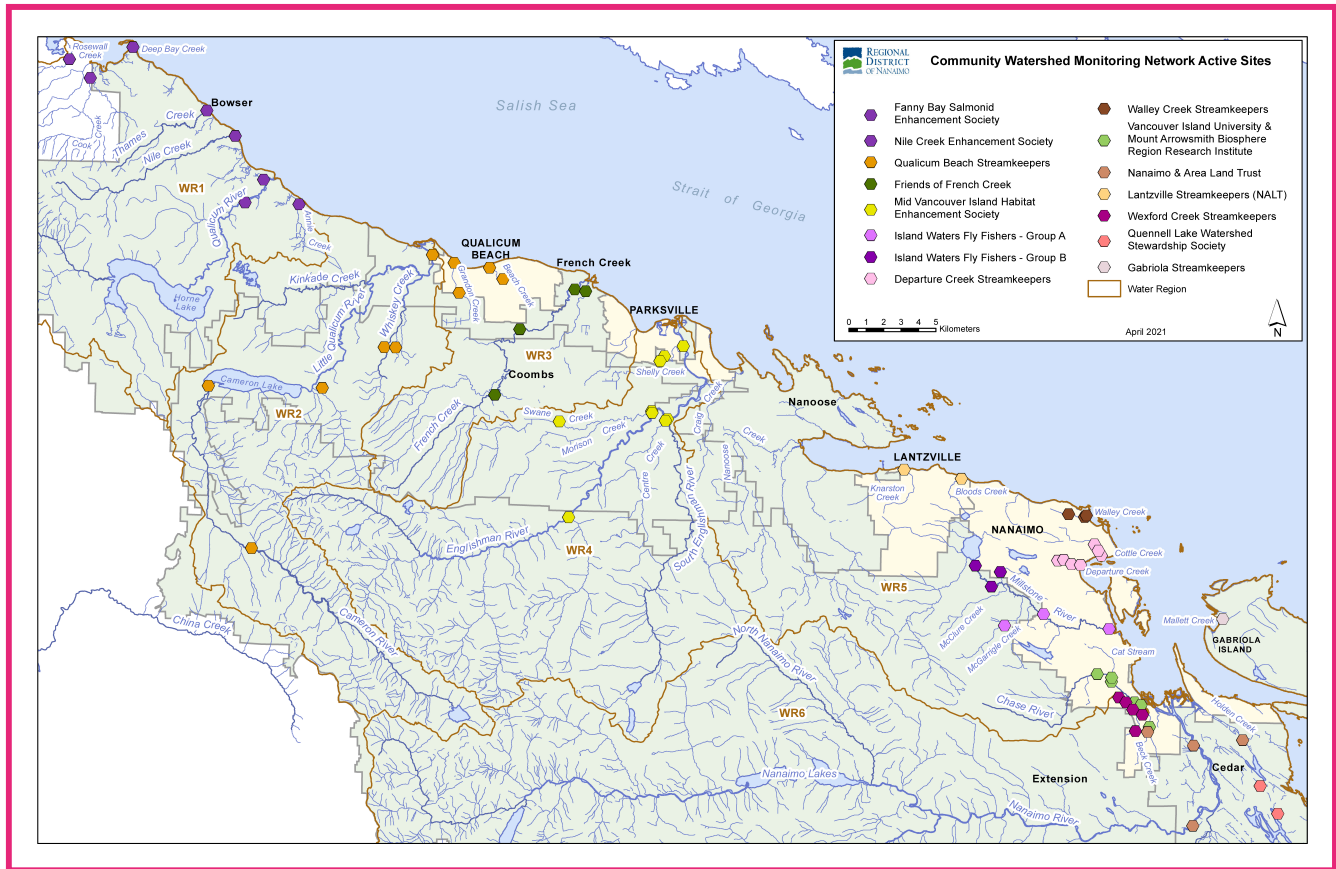 REGIONAL
DISTRICT
OF NANAIMO
Community Watershed Monitoring Network Active Sites
Fanny Bay Salmonid
Enhancement Society
Nile Creek Enhancement Society
Qualicum Beach Streamkeepers
Friends of French Creek
Mid Vancouver Island Habitat
Enhancement Society
Island Waters Fly Fishers - Group A
Island Waters Fly Fishers - Group B
Departure Creek Streamkeepers
Walley Creek Streamkeepers
Vancouver Island University &
Mount Arrowsmith Biosphere
Region Research Institute
Nanaimo & Area Land Trust
Lantzville Streamkeepers (NALT)
Wexford Creek Streamkeepers
Quennell Lake Watershed
Stewardship Society
Gabriola Streamkeepers
Water Region
0 1 2 3 4 5
Kilometers
April 2021
N
Rosewall
Creek
Deep Bay Creek
Cook Creek
Bowser
Thames Creek
Nile Creek
Salish Sea
Strait of Georgia
WR1
Qualicum River
Annie
Creek
Horne
Lake
Kinkade Creek
Little Qualicum River
Whiskey Creek
QUALICUM
BEACH
Grandon Creek
Beach Creek
French Creek
PARKSVILLE
Shelly Creek
WR3
Coombs
Cameron Lake
WR2
French Creek
Swane Creek
Morison Creek
Centre Creek
Craig Creek
Nanoose
Creek
Nanoose
South Englishman River
Englishman River
WR4
LANTZVILLE
Knarston
Creek
Bloods Creek
NANAIMO
Walley Creek
Cottle Creek
Departure Creek
WR5
Millstone River
McClure Creek
McGarrigle Creek
Cat Stream
Mallett Creek
GABRIOLA
ISLAND
China Creek
Cameron River
North Nanaimo River
WR6
Chase River
Holden Creek
Beck Creek
Cedar
Extension
Nanaimo Lakes
Nanaimo River